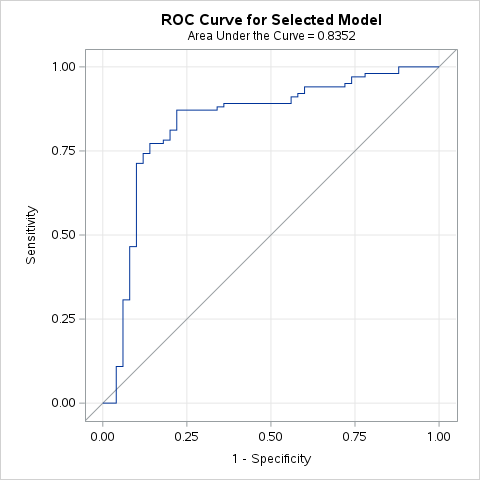 ROC Curve for Selected Model
Area Under the Curve = 0.8352
1.00
0.75
0.50
0.25
0.00
Sensitivity
0.00 0.25 0.50 0.75 1.00
1 - Specificity